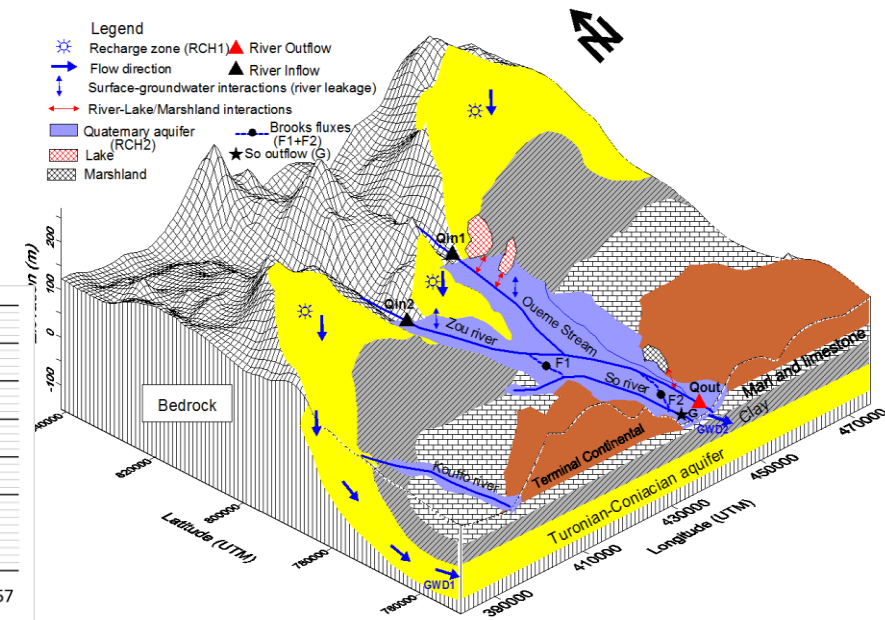 Legend
Recharge zone (RCH1)
River Outflow
Flow direction
River Inflow
Surface-groundwater interactions (river leakage)
River-Lake/Marshland interactions
Quaternary aquifer
(RCH2)
Brooks fluxes
(F1+F2)
Lake
So outflow (G)
Marshland
N
200
100
0
-100
(m)
Qin1
Qin2
Zou river
Oueme Stream
F1
So river
F2
G
Qout
GWD2
Marl and limestone
Clay
Terminal Continental
Turonian-Coniacian aquifer
Kouffo river
Bedrock
GWD1
820000
800000
780000
760000
Latitude (UTM)
390000
410000
430000
450000
470000
Longitude (UTM)
57